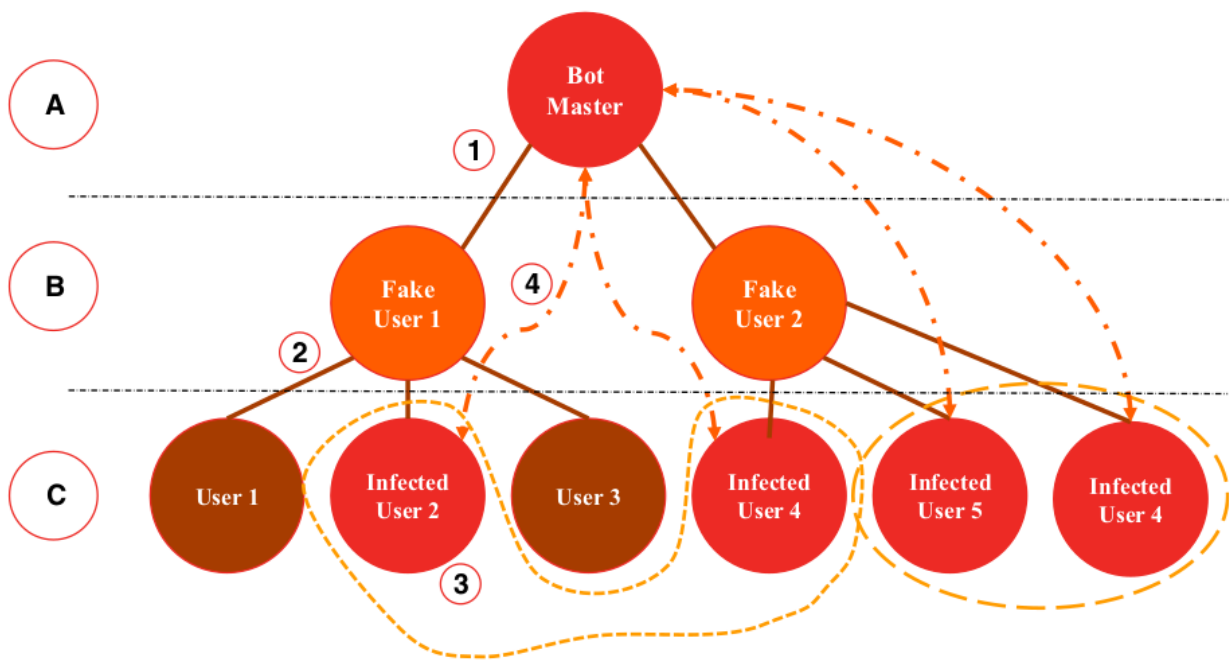 A
Bot
Master
1
B
Fake
User 1
4
Fake
User 2
2
C
User 1
Infected
User 2
User 3
Infected
User 4
Infected
User 5
Infected
User 4
3